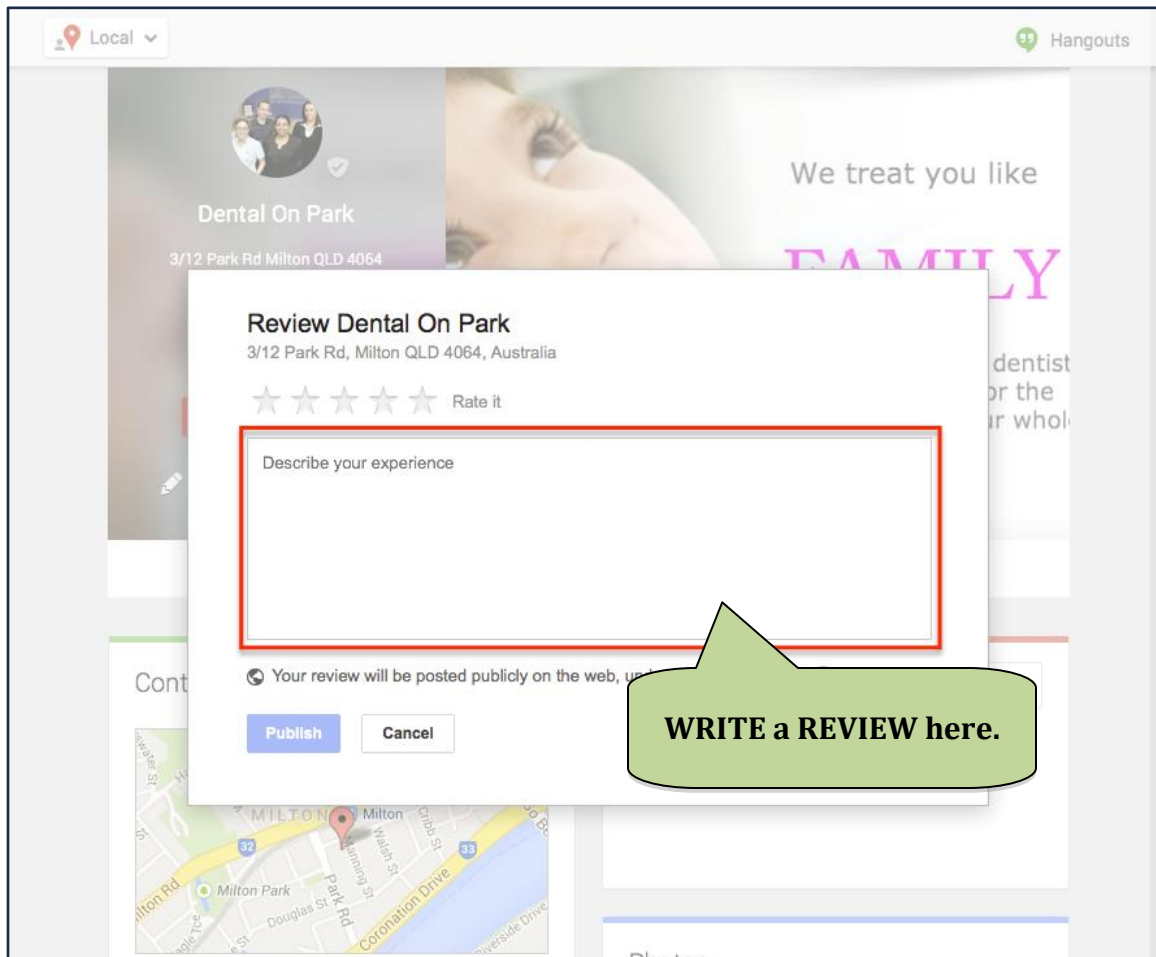 Local
Hangouts
We treat you like
Dental On Park
3/12 Park Rd Milton QLD 4064
FAMILY
Review Dental On Park
3/12 Park Rd, Milton QLD 4064, Australia
dentist
Rate it
or the
Describe your experience
Your review will be posted publicly on the web,
WRITE a REVIEW here.
Publish
Cancel
MILTON
Milton
Cribb St
Walsh St
Manning St
32
33
Milton Park
Park Rd
Douglas St
Coronation Drive
Riverside Drive